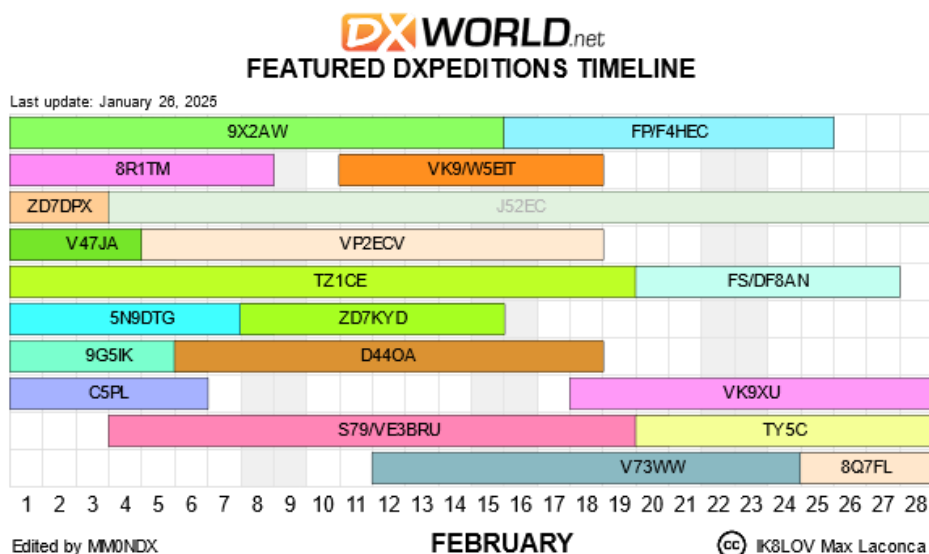 DX WORLD.net
FEATURED DXPEDITIONS TIMELINE
Last update: January 26, 2025
9X2AW FP/F4HEC
8R1TM VK9/W5EIT
ZD7DPX J52EC
V47JA VP2ECV
TZ1CE FS/DF8AN
5N9DTG ZD7KYD
9G5IK D44OA
C5PL VK9XU
S79/VE3BRU TY5C
V73WW 8Q7FL
1 2 3 4 5 6 7 8 9 10 11 12 13 14 15 16 17 18 19 20 21 22 23 24 25 26 27 28
Edited by MM0NDX FEBRUARY cc IK8LOV Max Laconca